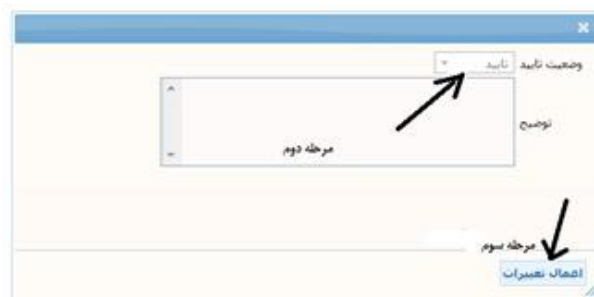 وضعیت تایید تایید
توضیح
مرحله دوم
مرحله سوم
اعمال تغییرات